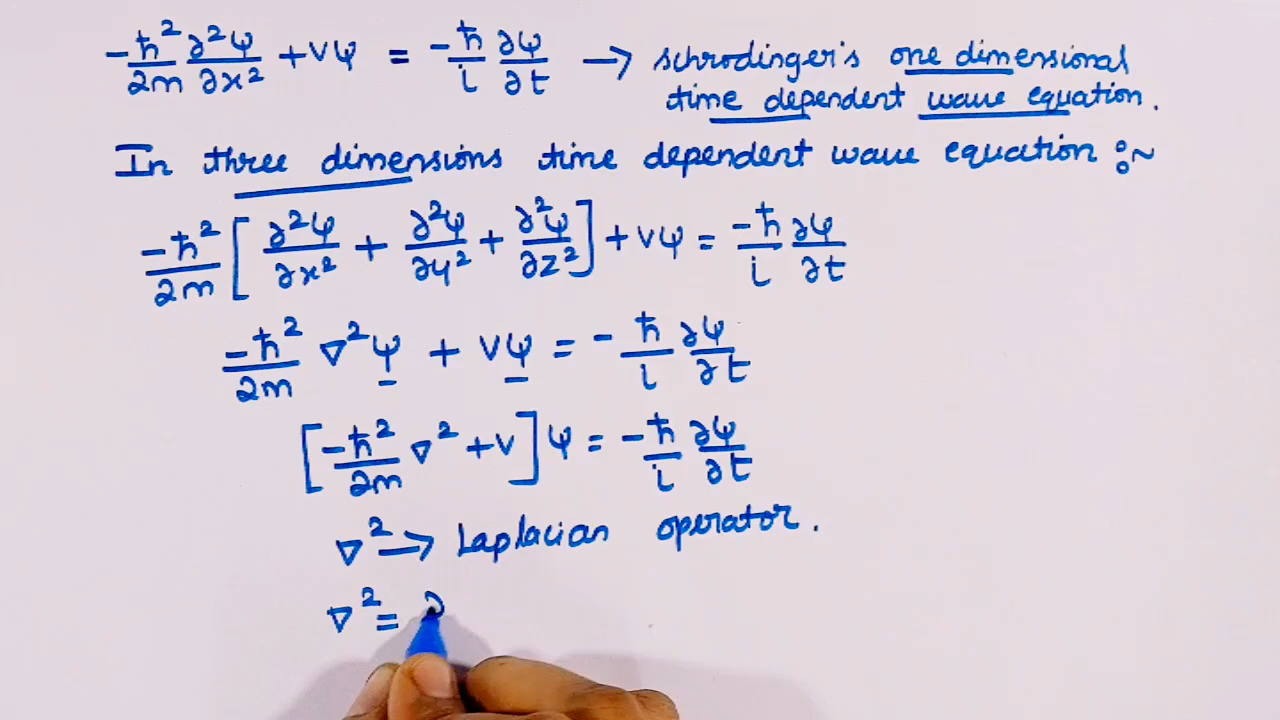 -ħ²/2m ∂²ψ/∂x² + Vψ = -ħ/i ∂ψ/∂t → schrodinger's one dimensional
time dependent wave equation.
In three dimensions time dependent wave equation :~
-ħ²/2m [ ∂²ψ/∂x² + ∂²ψ/∂y² + ∂²ψ/∂z² ] + Vψ = -ħ/i ∂ψ/∂t
-ħ²/2m ∇²ψ + Vψ = -ħ/i ∂ψ/∂t
[ -ħ²/2m ∇² + V ] ψ = -ħ/i ∂ψ/∂t
∇² → Laplacian operator.
∇² = ∂